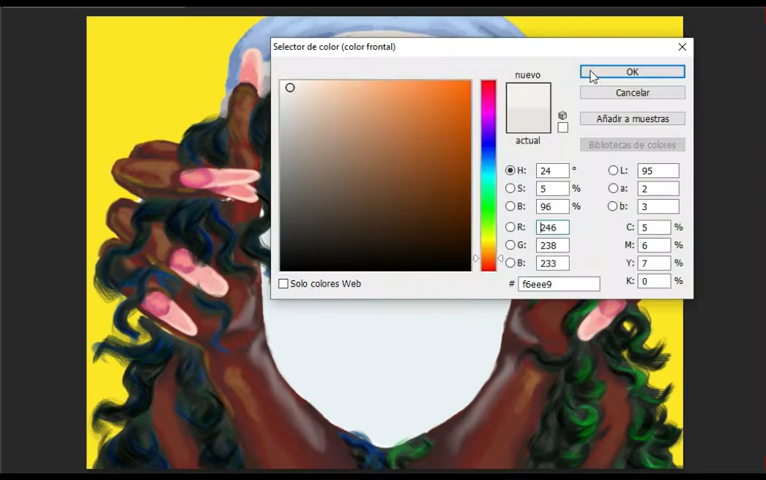 Selector de color (color frontal)
nuevo
actual
OK
Cancelar
Añadir a muestras
Bibliotecas de colores
H: 24 °
S: 5 %
B: 96 %
R: 246
G: 238
B: 233
L: 95
a: 2
b: 3
C: 5 %
M: 6 %
Y: 7 %
K: 0 %
Solo colores Web
# f6eee9